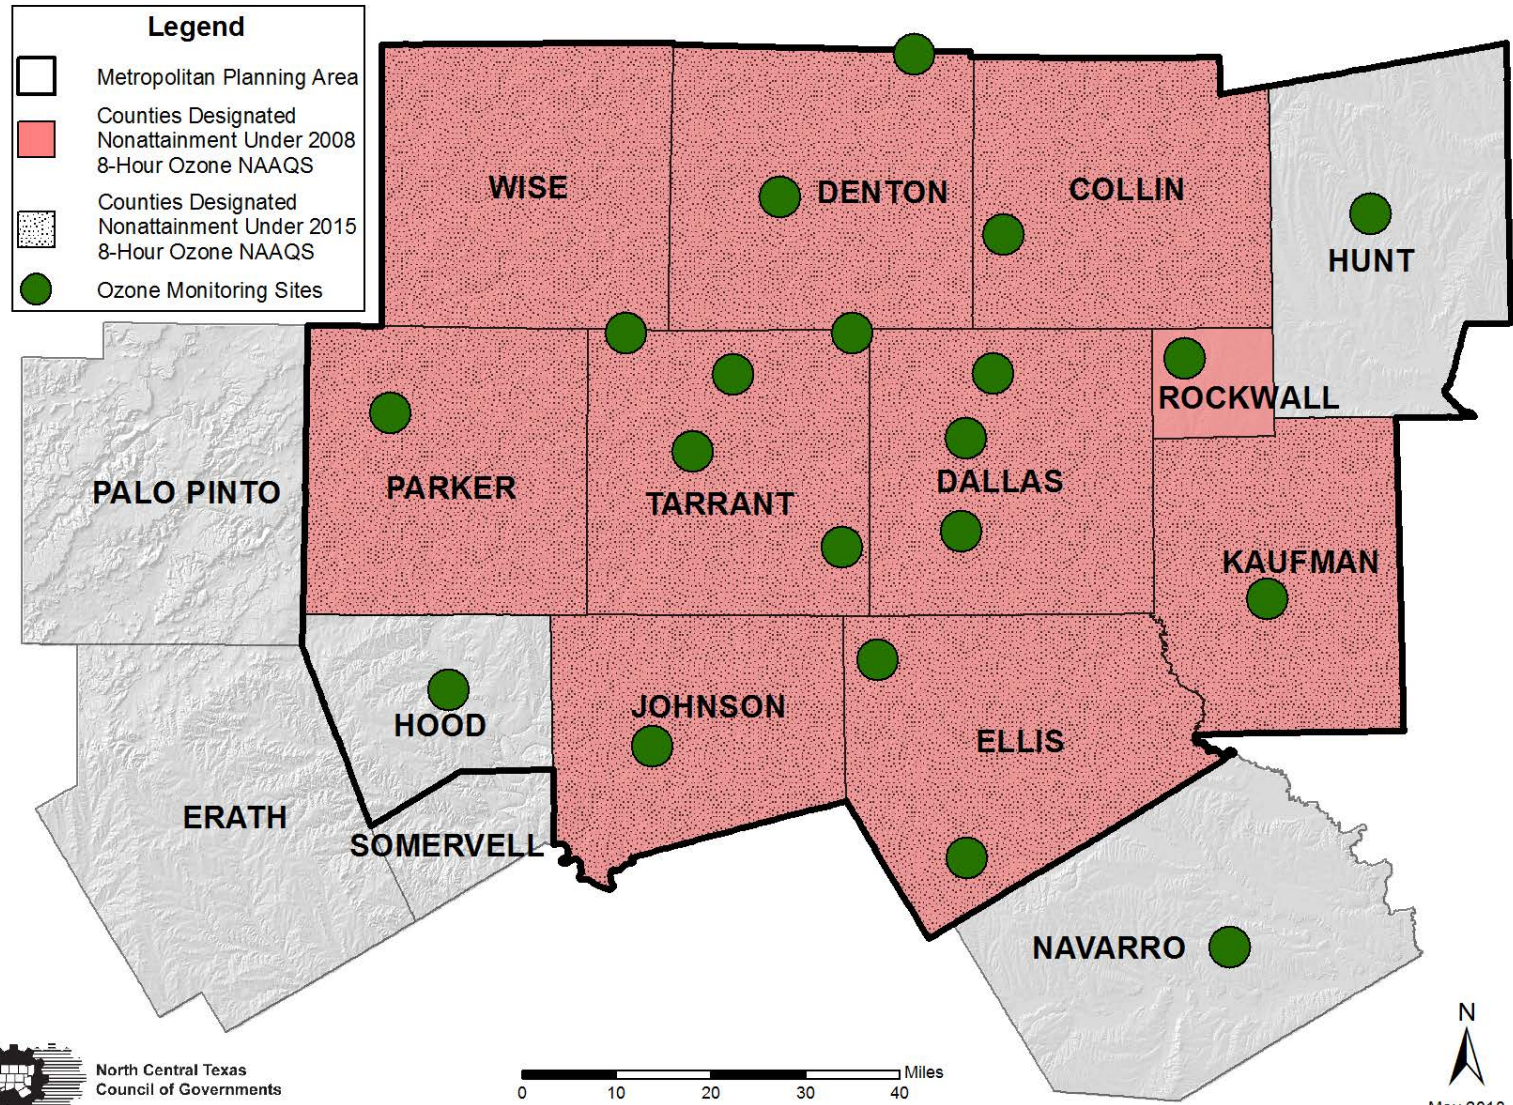 Legend
Metropolitan Planning Area
Counties Designated
Nonattainment Under 2008
8-Hour Ozone NAAQS
Counties Designated
Nonattainment Under 2015
8-Hour Ozone NAAQS
Ozone Monitoring Sites
WISE
DENTON
COLLIN
HUNT
ROCKWALL
PALO PINTO
PARKER
TARRANT
DALLAS
KAUFMAN
HOOD
JOHNSON
ELLIS
ERATH
SOMERVELL
NAVARRO
N
North Central Texas
Council of Governments
Miles
0 10 20 30 40